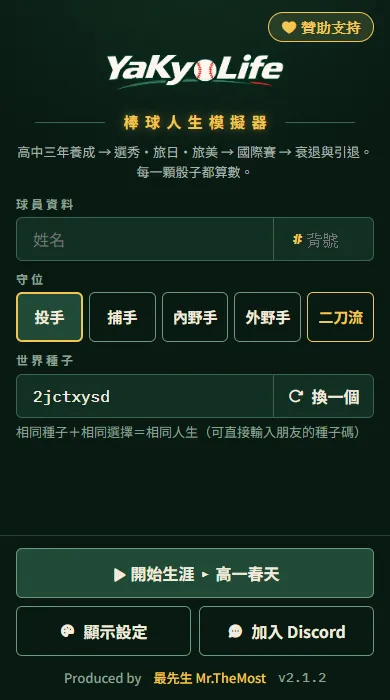 贊助支持
YaKyoLife
棒球人生模擬器
高中三年養成 → 選秀・旅日・旅美 → 國際賽 → 衰退與引退。
每一顆骰子都算數。
球員資料
姓名 # 背號
守位
投手 捕手 內野手 外野手 二刀流
世界種子
2jctxysd 換一個
相同種子＋相同選擇＝相同人生（可直接輸入朋友的種子碼）
▶ 開始生涯 ▸ 高一春天
顯示設定 加入 Discord
Produced by 最先生 Mr.TheMost v2.1.2